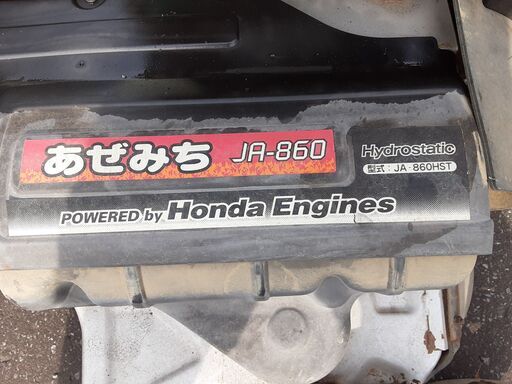 あぜみち JA-860
Hydrostatic
型式：JA-860HST
POWERED by Honda Engines